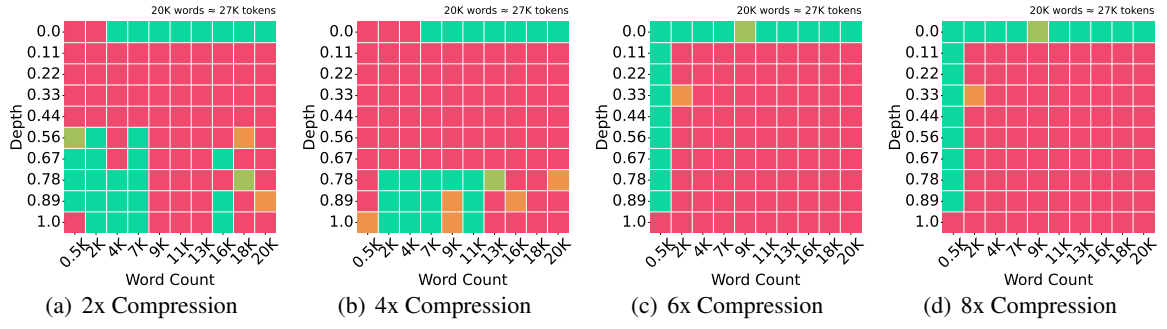 20K words ≈ 27K tokens
0.0
0.11
0.22
0.33
0.44
0.56
0.67
0.78
0.89
1.0
Depth
0.5K 2K 4K 7K 9K 11K 13K 16K 18K 20K
Word Count
(a) 2x Compression
20K words ≈ 27K tokens
0.0
0.11
0.22
0.33
0.44
0.56
0.67
0.78
0.89
1.0
Depth
0.5K 2K 4K 7K 9K 11K 13K 16K 18K 20K
Word Count
(b) 4x Compression
20K words ≈ 27K tokens
0.0
0.11
0.22
0.33
0.44
0.56
0.67
0.78
0.89
1.0
Depth
0.5K 2K 4K 7K 9K 11K 13K 16K 18K 20K
Word Count
(c) 6x Compression
20K words ≈ 27K tokens
0.0
0.11
0.22
0.33
0.44
0.56
0.67
0.78
0.89
1.0
Depth
0.5K 2K 4K 7K 9K 11K 13K 16K 18K 20K
Word Count
(d) 8x Compression